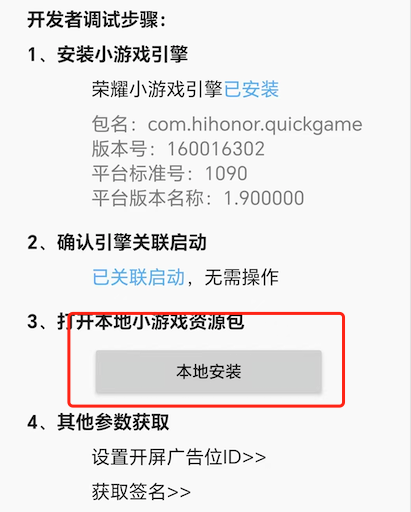 开发者调试步骤：
1、安装小游戏引擎
荣耀小游戏引擎已安装
包名：com.hihonor.quickgame
版本号：160016302
平台标准号：1090
平台版本名称：1.900000
2、确认引擎关联启动
已关联启动，无需操作
3、打开本地小游戏资源包
本地安装
4、其他参数获取
设置开屏广告位ID>>
获取签名>>